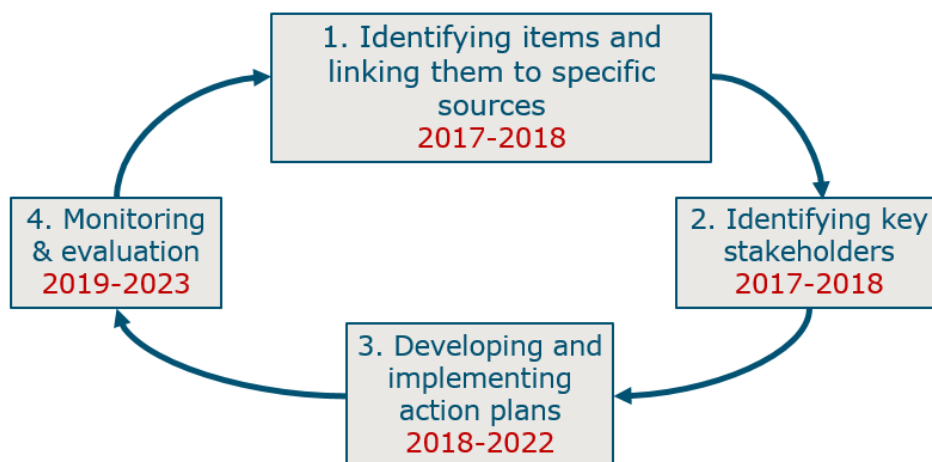 1. Identifying items and
linking them to specific
sources
2017-2018
2. Identifying key
stakeholders
2017-2018
3. Developing and
implementing
action plans
2018-2022
4. Monitoring
& evaluation
2019-2023